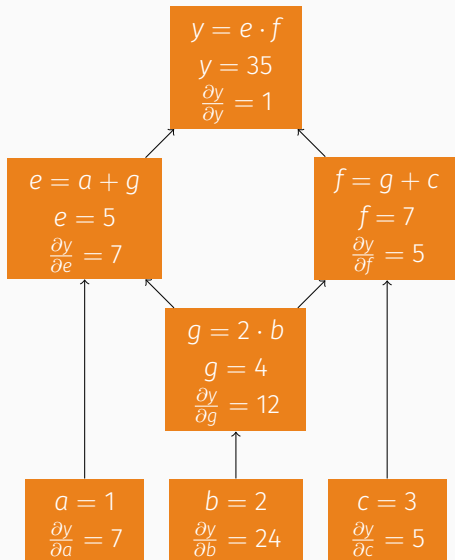 y = e · f
y = 35
∂y/∂y = 1
e = a + g
e = 5
∂y/∂e = 7
f = g + c
f = 7
∂y/∂f = 5
g = 2 · b
g = 4
∂y/∂g = 12
a = 1
∂y/∂a = 7
b = 2
∂y/∂b = 24
c = 3
∂y/∂c = 5